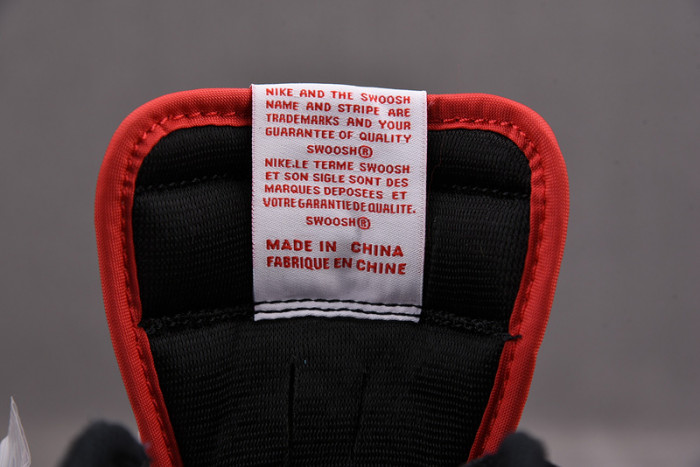 NIKE AND THE SWOOSH
NAME AND STRIPE ARE
TRADEMARKS AND YOUR
GUARANTEE OF QUALITY
SWOOSH®
NIKE.LE TERME SWOOSH
ET SON SIGLE SONT DES
MARQUES DEPOSEES ET
VOTRE GARANTIE DE QUALITE.
SWOOSH®
MADE IN CHINA
FABRIQUE EN CHINE